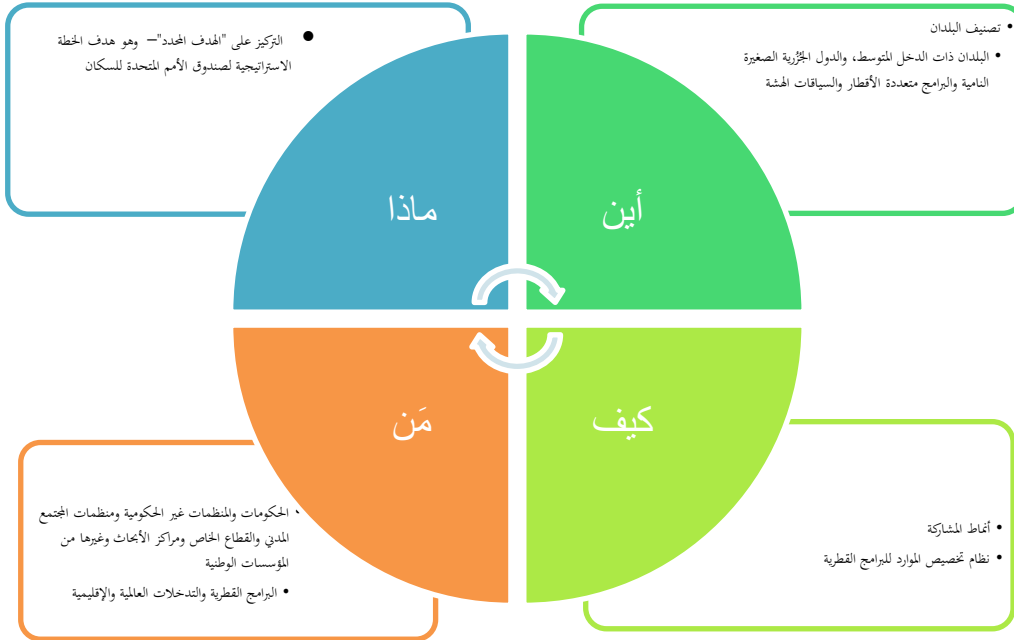 • تصنيف البلدان
• البلدان ذات الدخل المتوسط، والدول الجُزُرية الصغيرة
النامية والبرامج متعددة الأقطار والسياقات الهشة
● التركيز على "الهدف المحدد"– وهو هدف الخطة
الاستراتيجية لصندوق الأمم المتحدة للسكان
أين
ماذا
كيف
مَن
• أنماط المشاركة
• نظام تخصيص الموارد للبرامج القطرية
• الحكومات والمنظمات غير الحكومية ومنظمات المجتمع
المدني والقطاع الخاص ومراكز الأبحاث وغيرها من
المؤسسات الوطنية
• البرامج القطرية والتدخلات العالمية والإقليمية